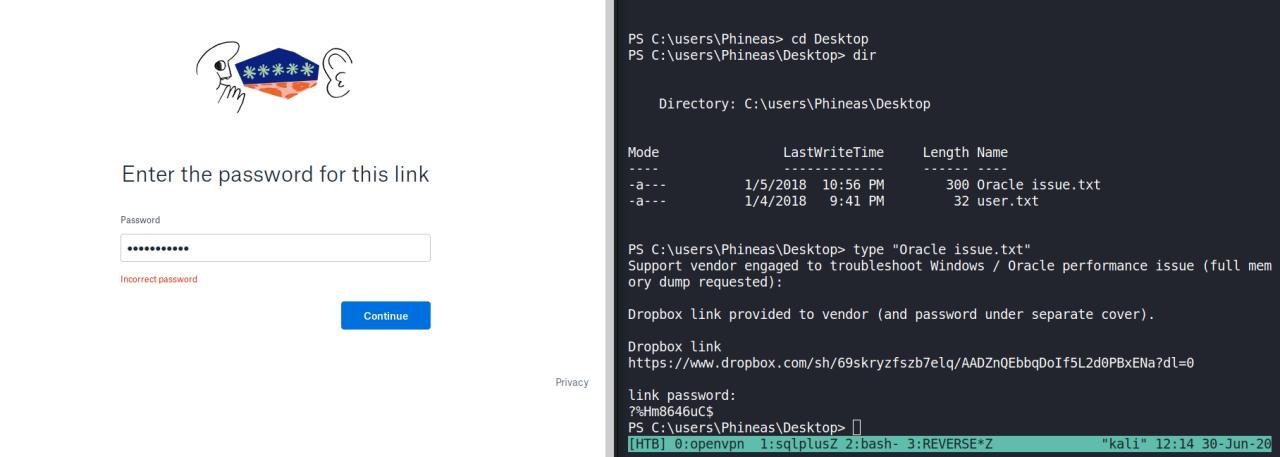 Enter the password for this link
Password
•••••••••••
Incorrect password
Continue
Privacy
PS C:\users\Phineas> cd Desktop
PS C:\users\Phineas\Desktop> dir
Directory: C:\users\Phineas\Desktop
Mode LastWriteTime Length Name
---- ------------- ------ ----
-a--- 1/5/2018 10:56 PM 300 Oracle issue.txt
-a--- 1/4/2018 9:41 PM 32 user.txt
PS C:\users\Phineas\Desktop> type "Oracle issue.txt"
Support vendor engaged to troubleshoot Windows / Oracle performance issue (full mem
ory dump requested):
Dropbox link provided to vendor (and password under separate cover).
Dropbox link
https://www.dropbox.com/sh/69skryzfszb7elq/AADZnQEbbqDoIf5L2d0PBxENa?dl=0
link password:
?%Hm8646uC$
PS C:\users\Phineas\Desktop>
[HTB] 0:openvpn 1:sqlplusZ 2:bash- 3:REVERSE*Z "kali" 12:14 30-Jun-20